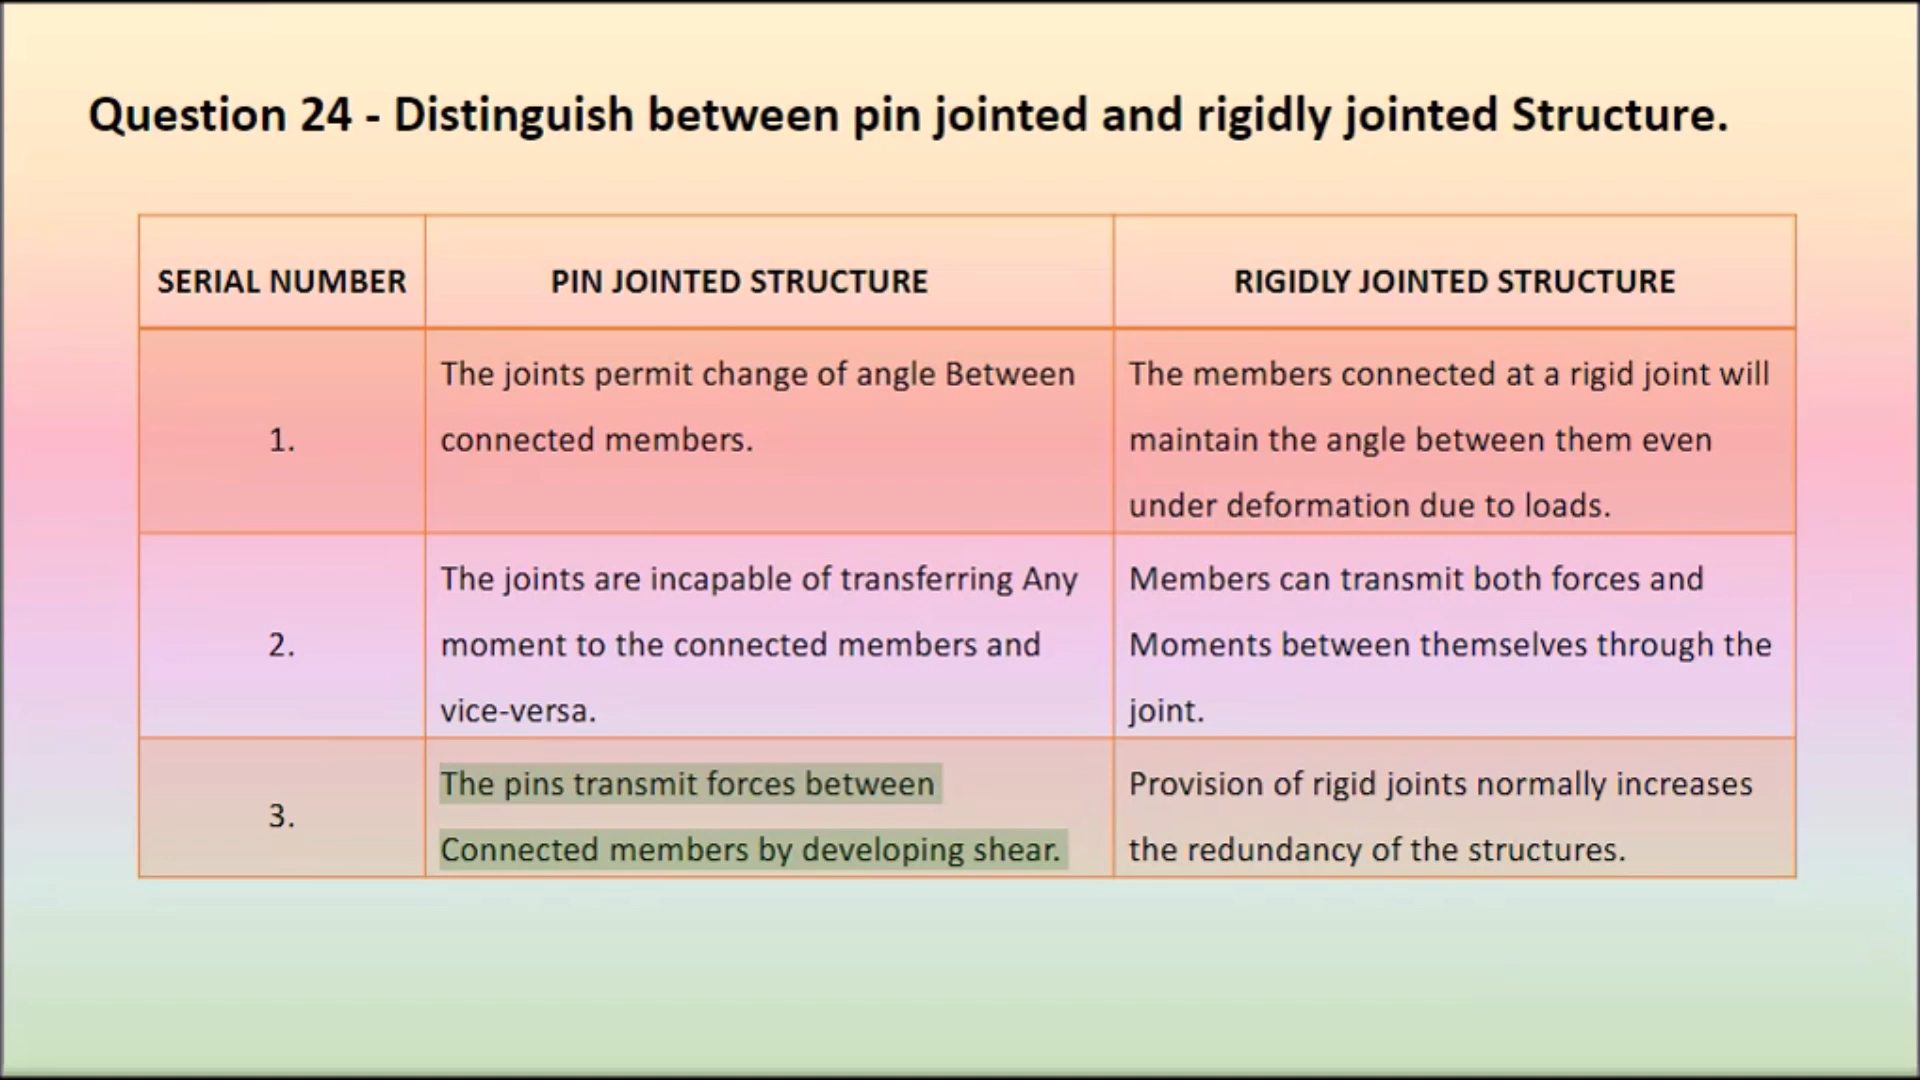 Question 24 - Distinguish between pin jointed and rigidly jointed Structure.
SERIAL NUMBER
PIN JOINTED STRUCTURE
RIGIDLY JOINTED STRUCTURE
1.
The joints permit change of angle Between
connected members.
The members connected at a rigid joint will
maintain the angle between them even
under deformation due to loads.
2.
The joints are incapable of transferring Any
moment to the connected members and
vice-versa.
Members can transmit both forces and
Moments between themselves through the
joint.
3.
The pins transmit forces between
Connected members by developing shear.
Provision of rigid joints normally increases
the redundancy of the structures.